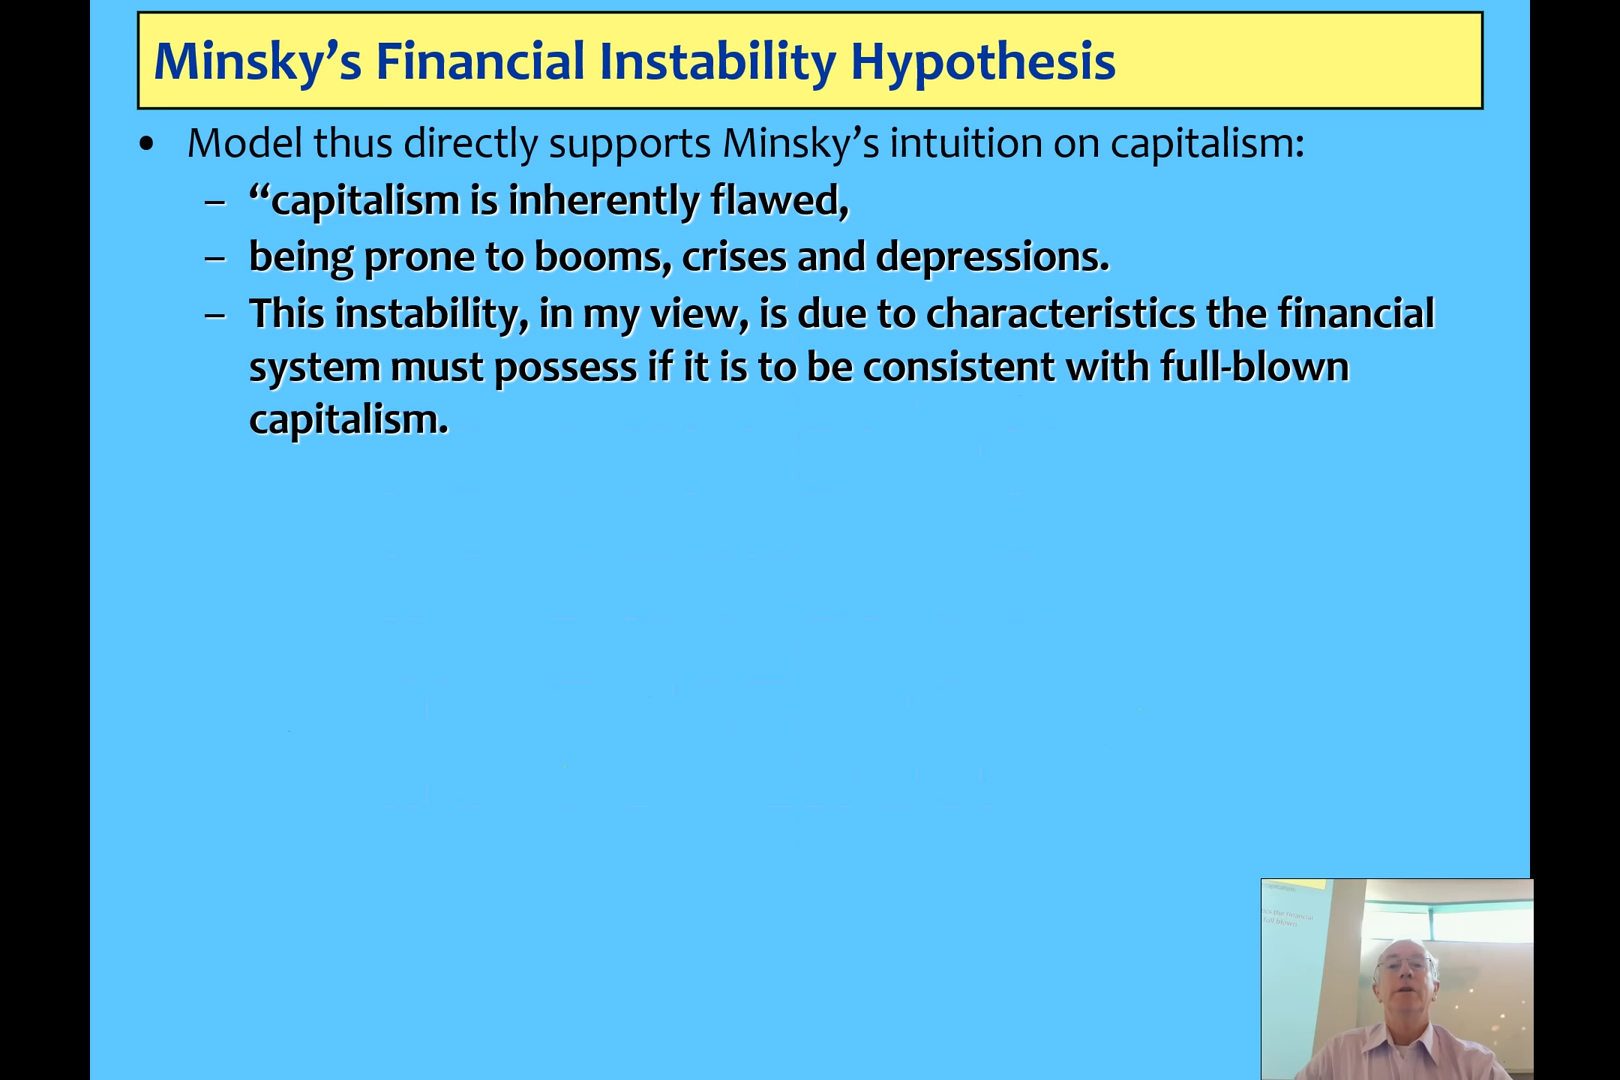 Minsky’s Financial Instability Hypothesis
• Model thus directly supports Minsky’s intuition on capitalism:
– “capitalism is inherently flawed,
– being prone to booms, crises and depressions.
– This instability, in my view, is due to characteristics the financial
system must possess if it is to be consistent with full-blown
capitalism.